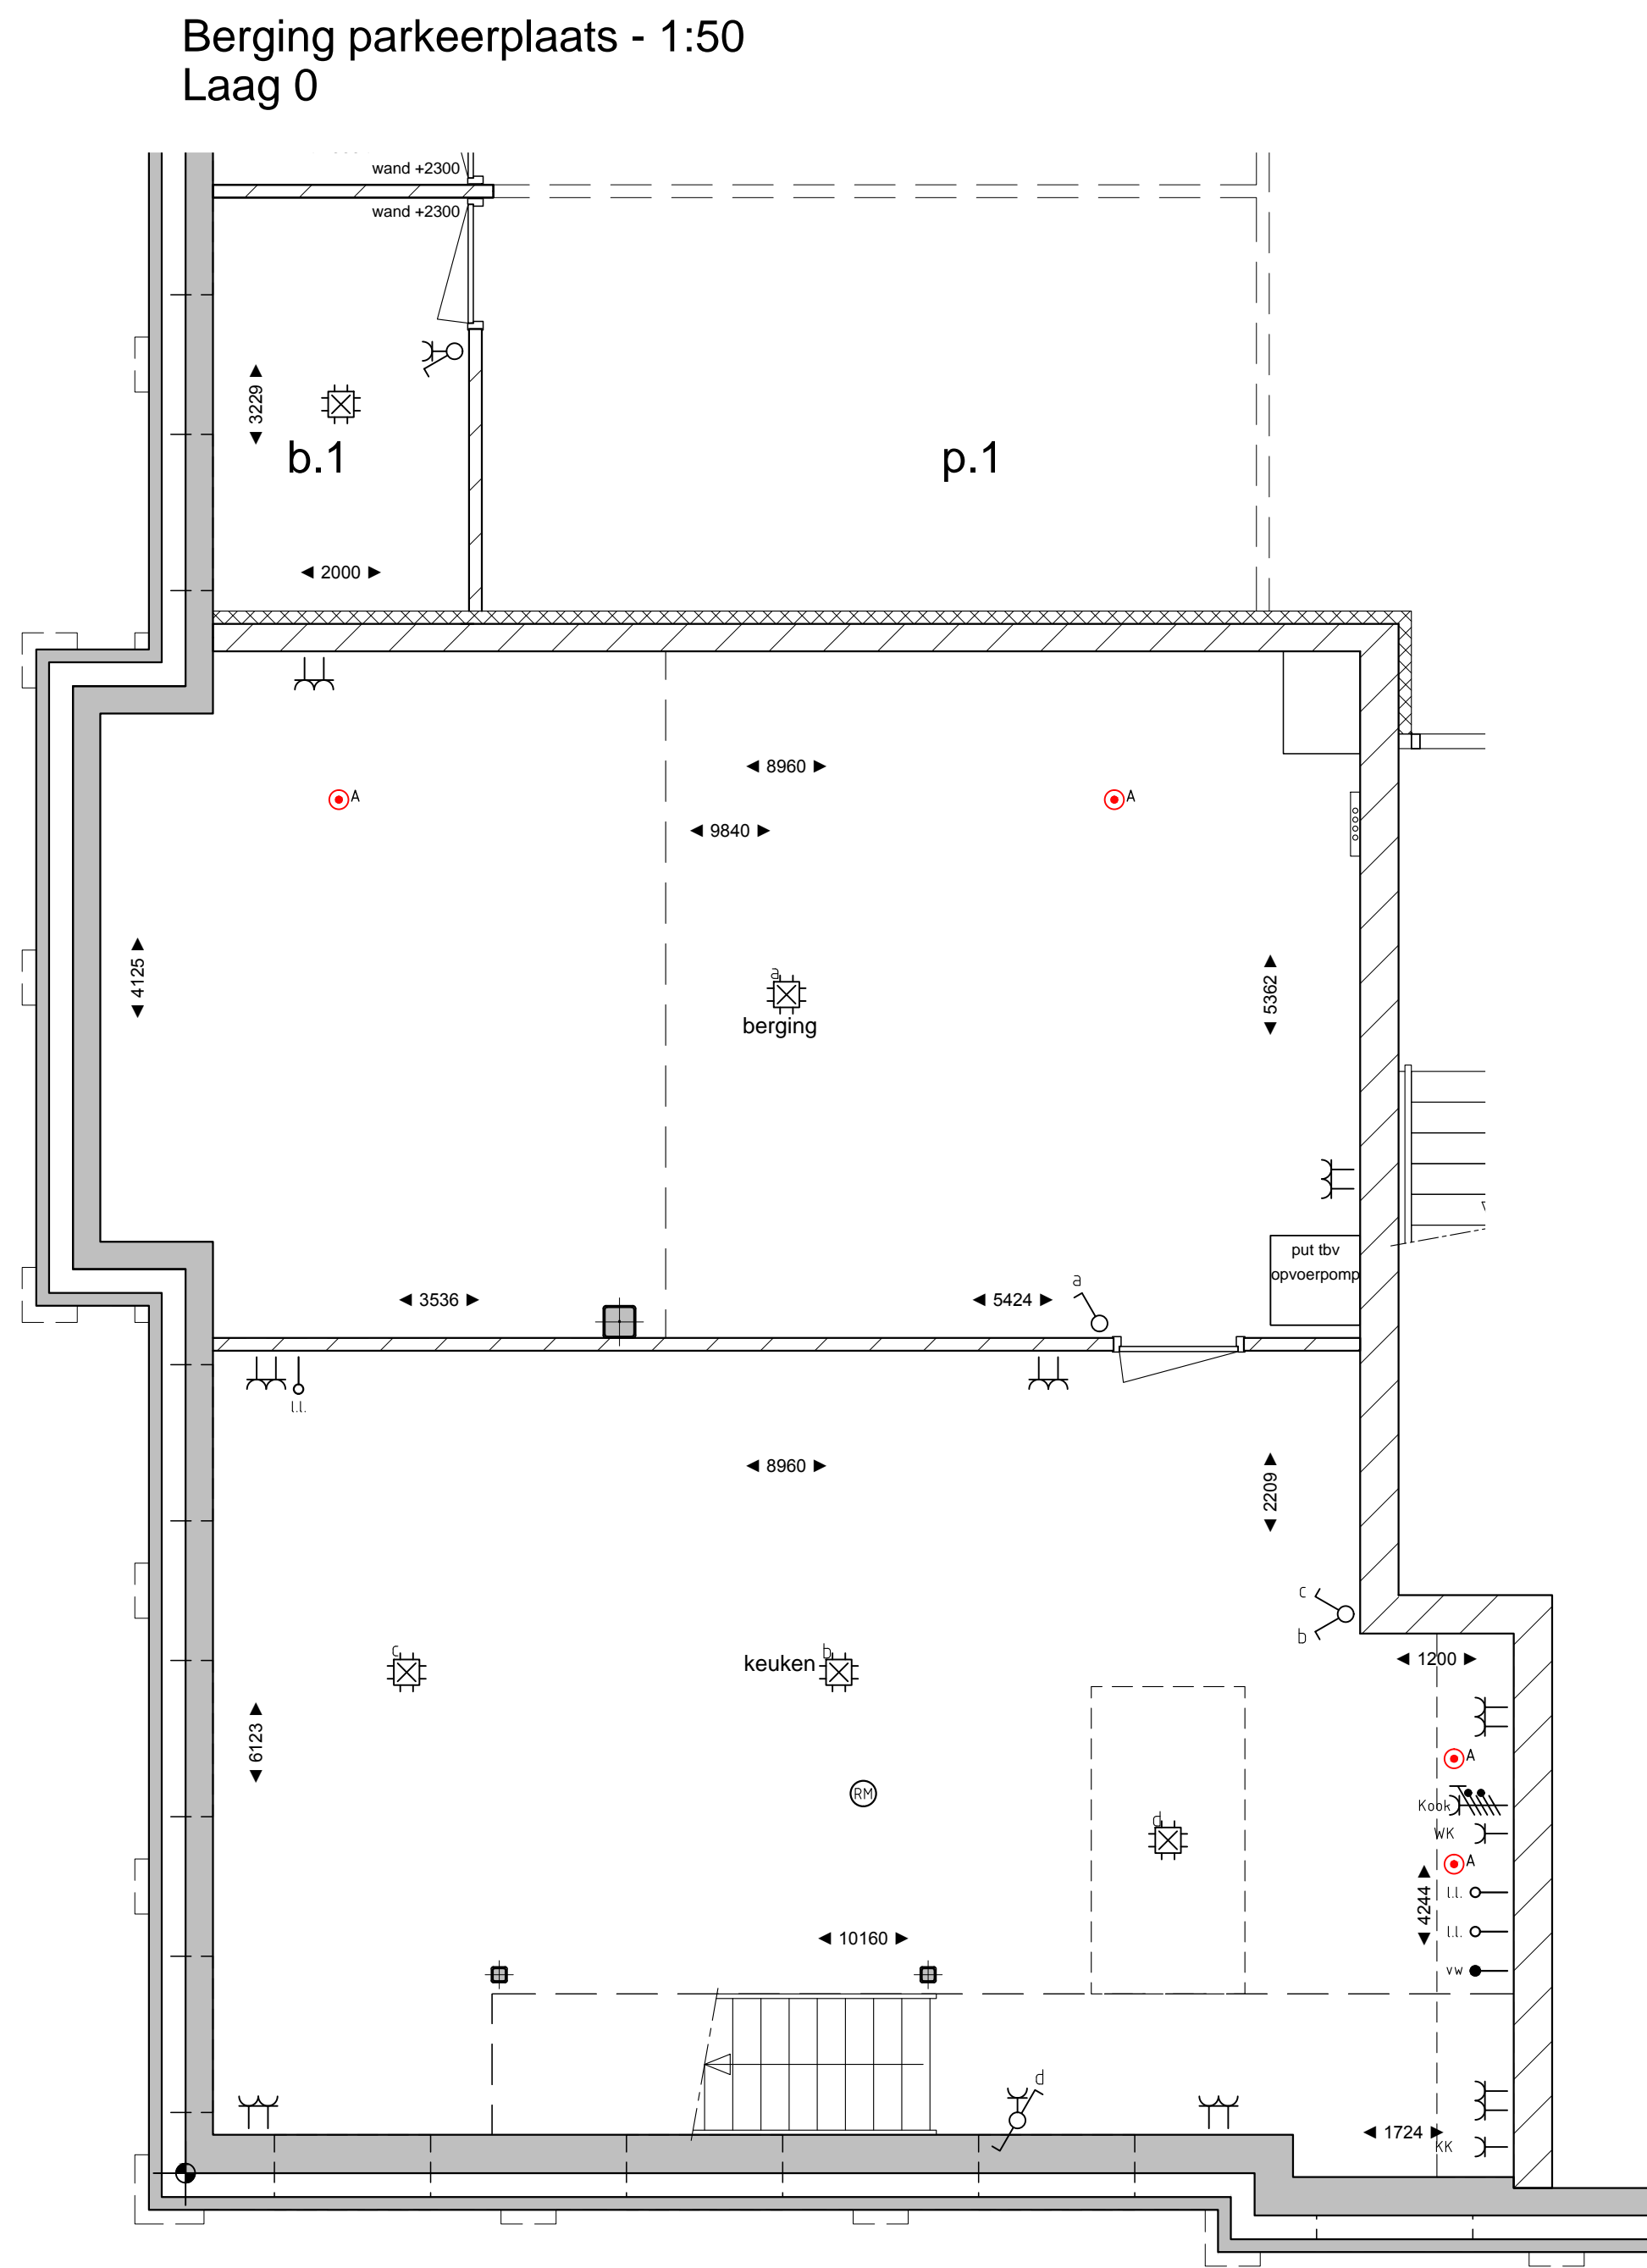 Berging parkeerplaats - 1:50
Laag 0
wand +2300
wand +2300
3229
b.1
p.1
2000
8960
A
A
9840
4125
5362
a
berging
put tbv
opvoerpomp
a
3536
5424
l.l.
8960
2209
c
b
c
b
keuken
1200
6123
A
RM
Kook
d
WK
A
4244
l.l.
l.l.
10160
vw
d
1724
KK